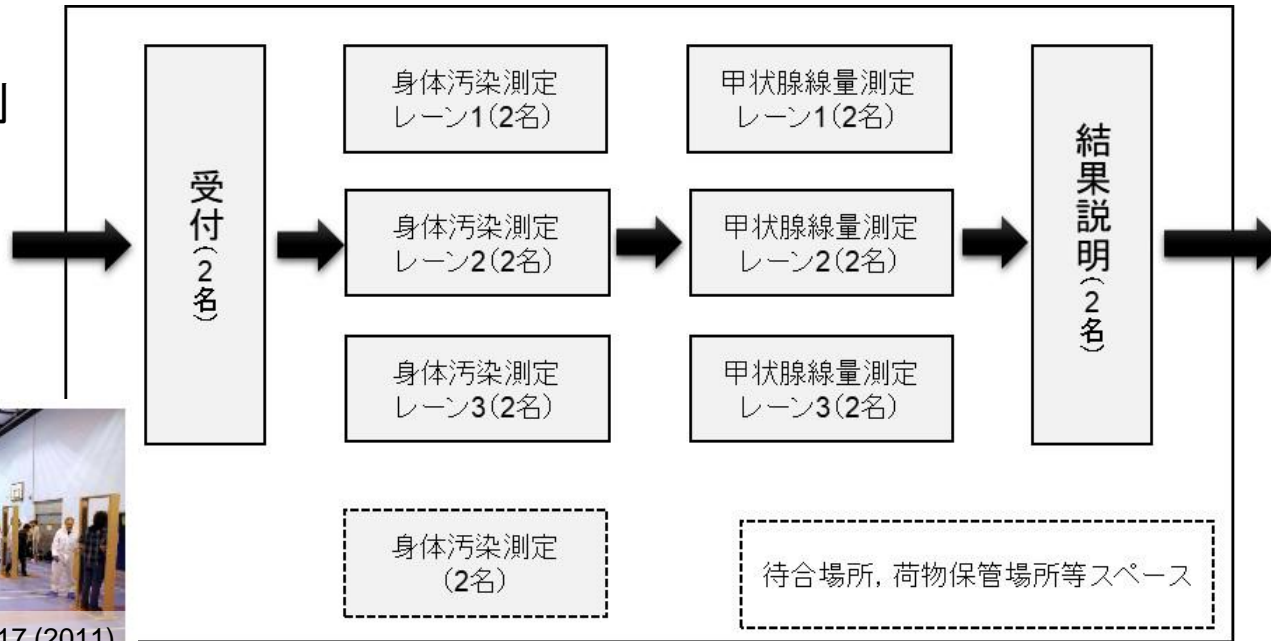 受付(2名)
身体汚染測定
レーン1(2名)
身体汚染測定
レーン2(2名)
身体汚染測定
レーン3(2名)
身体汚染測定
(2名)
甲状腺線量測定
レーン1(2名)
甲状腺線量測定
レーン2(2名)
甲状腺線量測定
レーン3(2名)
結果説明(2名)
待合場所,荷物保管場所等スペース
17 (2011)